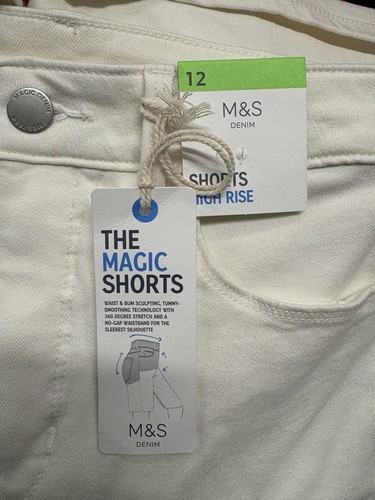 12
M&S
DENIM
SHORTS
HIGH RISE
MAGIC DENIM
THE
MAGIC
SHORTS
WAIST & BUM SCULPTING, TUMMY-
SMOOTHING TECHNOLOGY WITH
360 DEGREE STRETCH AND A
NO-GAP WAISTBAND FOR THE
SLEEKEST SILHOUETTE
M&S
DENIM